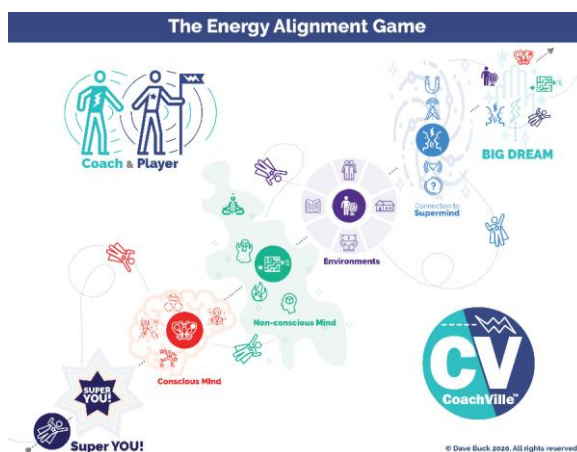 The Energy Alignment Game
Coach & Player
BIG DREAM
Connection to
Supermind
Environments
Non-conscious Mind
Conscious Mind
SUPER
YOU!
Super YOU!
CV
CoachVille™
© Dave Buck 2020. All rights reserved